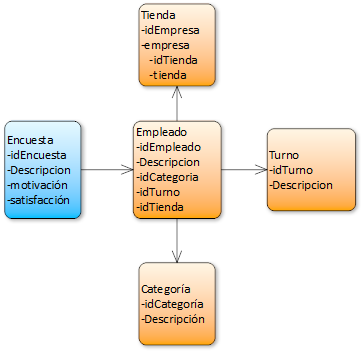 Tienda
-idEmpresa
-empresa
-idTienda
-tienda
Encuesta
-idEncuesta
-Descripcion
-motivación
-satisfacción
Empleado
-idEmpleado
-Descripcion
-idCategoria
-idTurno
-idTienda
Turno
-idTurno
-Descripcion
Categoría
-idCategoría
-Descripción